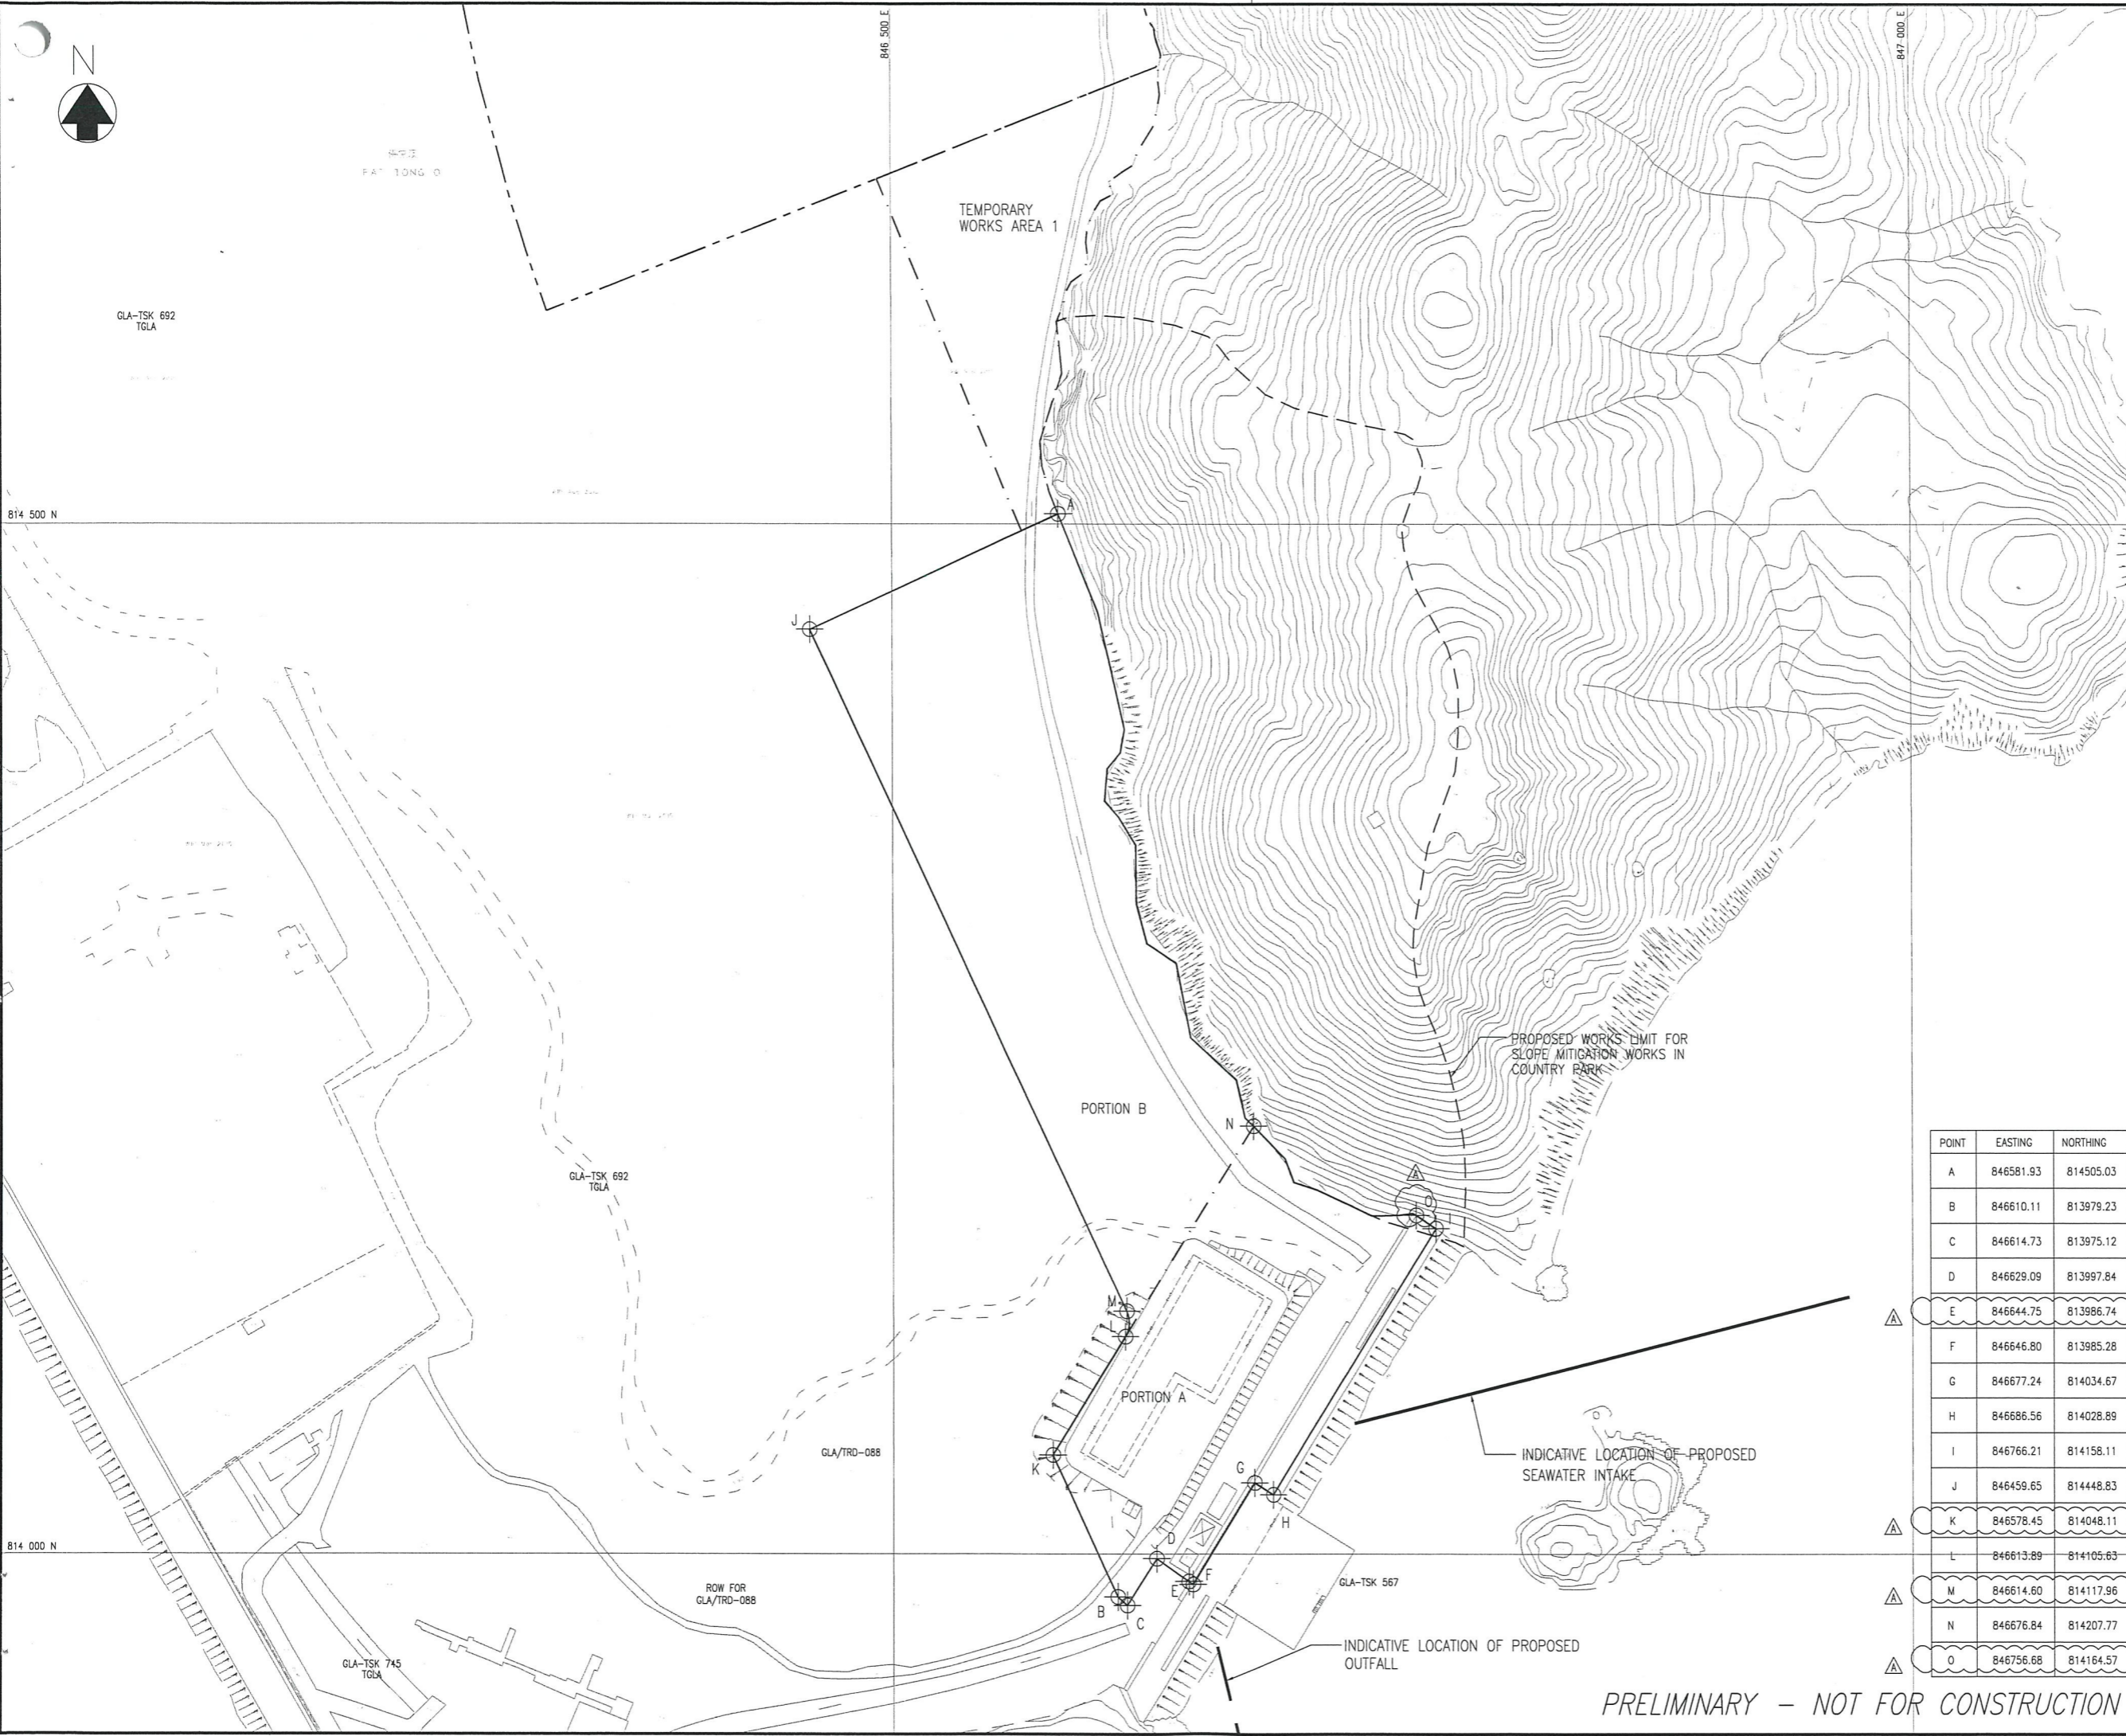 N
846 500 E
847 000 E
TEMPORARY
WORKS AREA 1
GLA-TSK 692
TGLA
814 500 N
A
J
PROPOSED WORKS LIMIT FOR
SLOPE MITIGATION WORKS IN
COUNTRY PARK
PORTION B
N
A
O
I
GLA-TSK 692
TGLA
M
L
PORTION A
GLA/TRD-088
K
G
H
INDICATIVE LOCATION OF PROPOSED
SEAWATER INTAKE
814 000 N
D
E
F
B
C
ROW FOR
GLA/TRD-088
GLA-TSK 567
GLA-TSK 745
TGLA
INDICATIVE LOCATION OF PROPOSED
OUTFALL
POINT EASTING NORTHING
A 846581.93 814505.03
B 846610.11 813979.23
C 846614.73 813975.12
D 846629.09 813997.84
A E 846644.75 813986.74
F 846646.80 813985.28
G 846677.24 814034.67
H 846686.56 814028.89
I 846766.21 814158.11
J 846459.65 814448.83
A K 846578.45 814048.11
L 846613.89 814105.63
A M 846614.60 814117.96
N 846676.84 814207.77
A O 846756.68 814164.57
PRELIMINARY - NOT FOR CONSTRUCTION